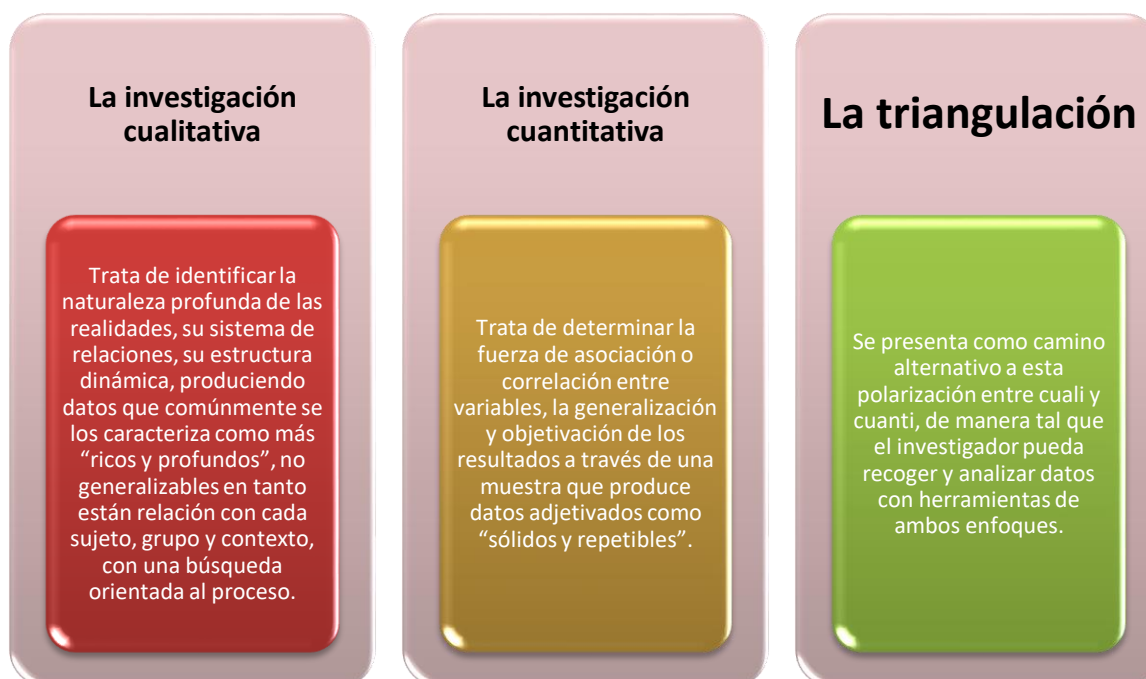 La investigación
cualitativa
Trata de identificar la
naturaleza profunda de las
realidades, su sistema de
relaciones, su estructura
dinámica, produciendo
datos que comúnmente se
los caracteriza como más
“ricos y profundos”, no
generalizables en tanto
están relación con cada
sujeto, grupo y contexto,
con una búsqueda
orientada al proceso.
La investigación
cuantitativa
Trata de determinar la
fuerza de asociación o
correlación entre
variables, la generalización
y objetivación de los
resultados a través de una
muestra que produce
datos adjetivados como
“sólidos y repetibles”.
La triangulación
Se presenta como camino
alternativo a esta
polarización entre cuali y
cuanti, de manera tal que
el investigador pueda
recoger y analizar datos
con herramientas de
ambos enfoques.